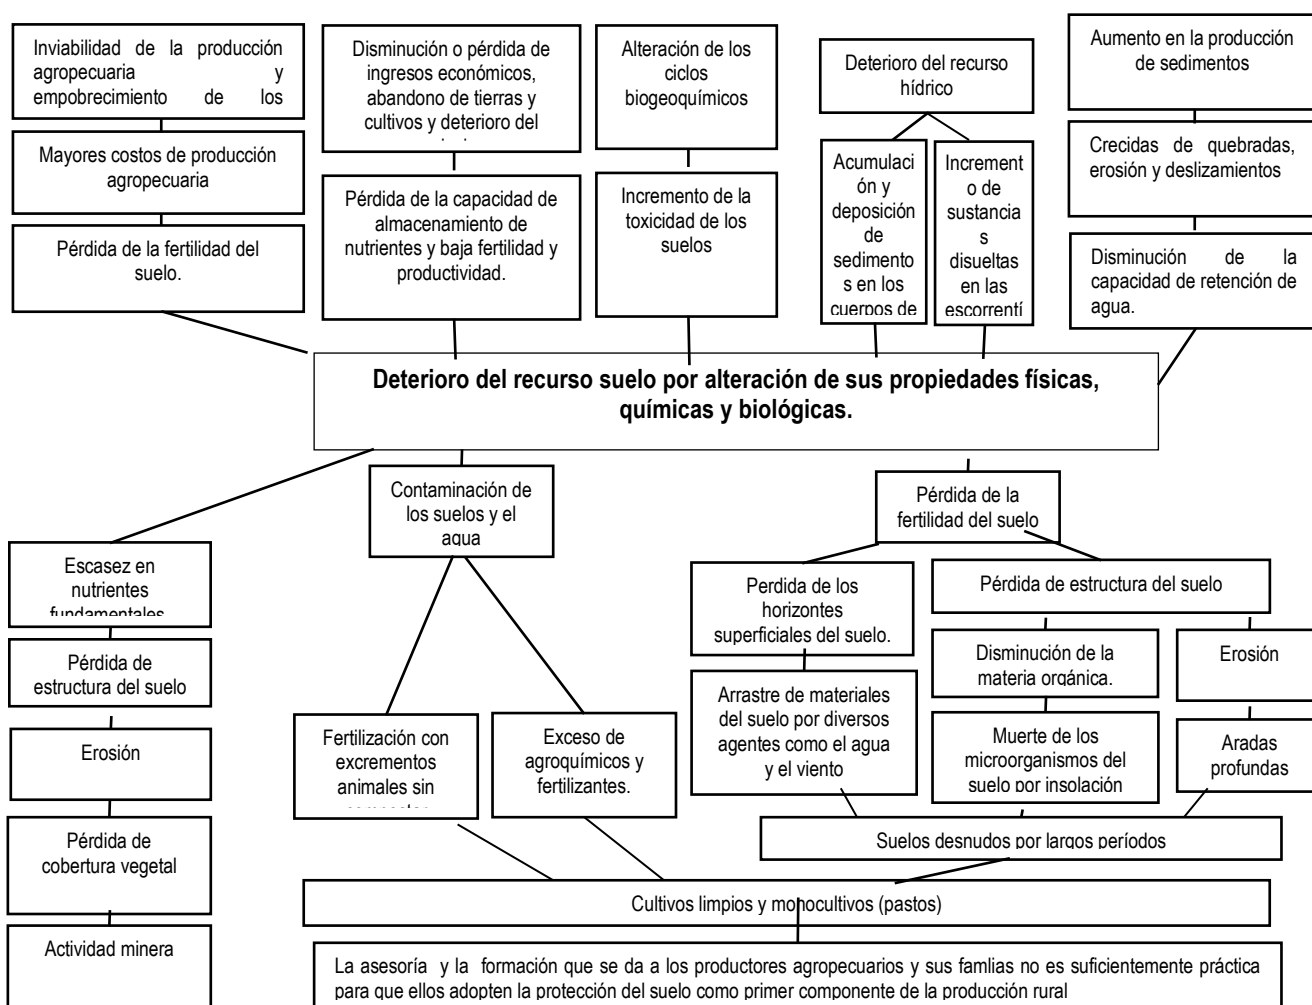 Inviabilidad de la producción
agropecuaria y
empobrecimiento de los
Mayores costos de producción
agropecuaria
Pérdida de la fertilidad del
suelo.
Disminución o pérdida de
ingresos económicos,
abandono de tierras y
cultivos y deterioro del
Pérdida de la capacidad de
almacenamiento de
nutrientes y baja fertilidad y
productividad.
Alteración de los
ciclos
biogeoquímicos
Incremento de la
toxicidad de los
suelos
Deterioro del recurso
hídrico
Acumulaci
ón y
deposición
de
sedimento
s en los
cuerpos de
Increment
o de
sustancia
s
disueltas
en las
escorrentí
Aumento en la producción
de sedimentos
Crecidas de quebradas,
erosión y deslizamientos
Disminución de la
capacidad de retención de
agua.
Deterioro del recurso suelo por alteración de sus propiedades físicas,
químicas y biológicas.
Escasez en
nutrientes
fundamentales
Pérdida de
estructura del suelo
Erosión
Pérdida de
cobertura vegetal
Actividad minera
Contaminación de
los suelos y el
agua
Fertilización con
excrementos
animales sin
Exceso de
agroquímicos y
fertilizantes.
Pérdida de la
fertilidad del suelo
Perdida de los
horizontes
superficiales del suelo.
Arrastre de materiales
del suelo por diversos
agentes como el agua
y el viento
Pérdida de estructura del suelo
Disminución de la
materia orgánica.
Muerte de los
microorganismos del
suelo por insolación
Erosión
Aradas
profundas
Suelos desnudos por largos períodos
Cultivos limpios y monocultivos (pastos)
La asesoría y la formación que se da a los productores agropecuarios y sus famlias no es suficientemente práctica
para que ellos adopten la protección del suelo como primer componente de la producción rural